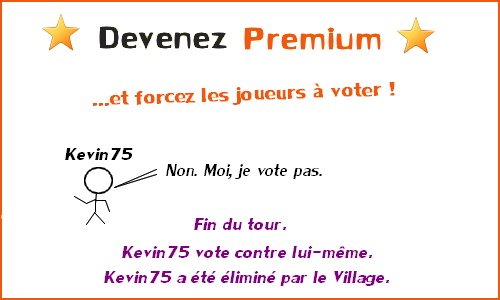 Devenez Premium
...et forcez les joueurs à voter !
Kevin75
Non. Moi, je vote pas.
Fin du tour.
Kevin75 vote contre lui-même.
Kevin75 a été éliminé par le Village.